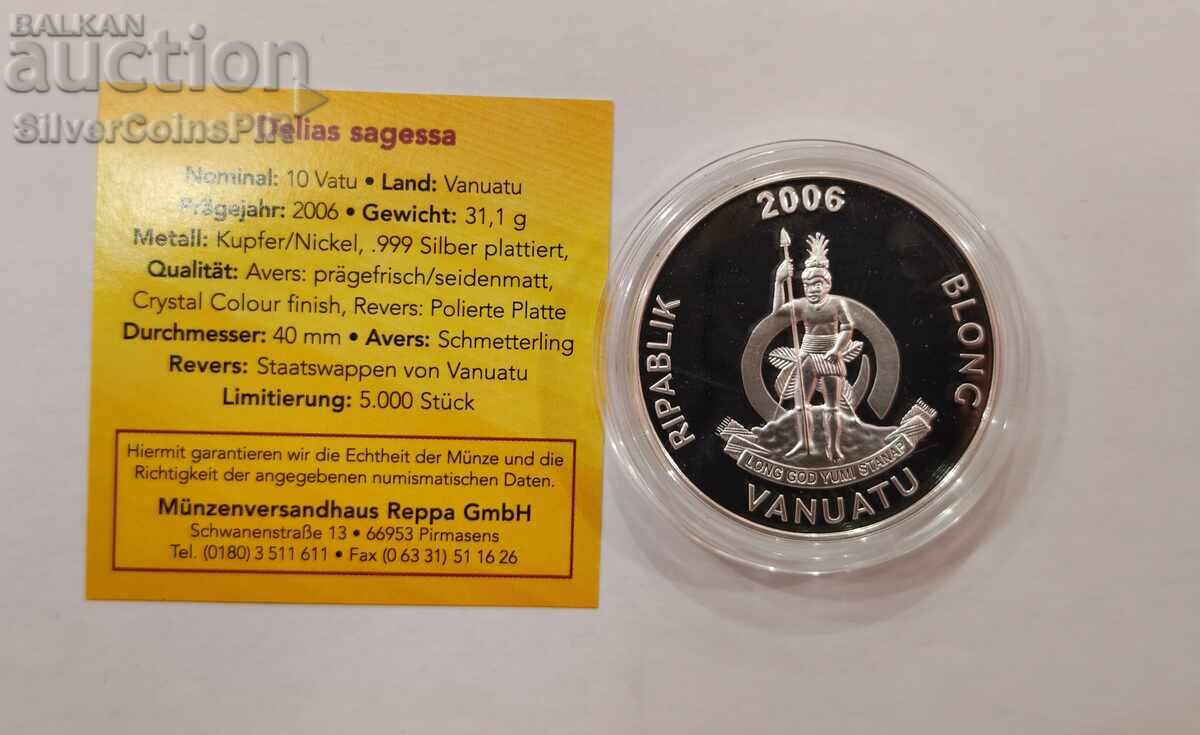 BALKAN
auction
SilverCoinsPIK
Delias sagessa
Nominal: 10 Vatu • Land: Vanuatu
Prägejahr: 2006 • Gewicht: 31,1 g
Metall: Kupfer/Nickel, .999 Silber plattiert,
Qualität: Avers: prägefrisch/seidenmatt,
Crystal Colour finish, Revers: Polierte Platte
Durchmesser: 40 mm • Avers: Schmetterling
Revers: Staatswappen von Vanuatu
Limitierung: 5.000 Stück
Hiermit garantieren wir die Echtheit der Münze und die
Richtigkeit der angegebenen numismatischen Daten.
Münzenversandhaus Reppa GmbH
Schwanenstraße 13 • 66953 Pirmasens
Tel. (0180) 3 511 611 • Fax (0 63 31) 51 16 26
2006
RIPABLIK
BLONG
LONG GOD YUMI STANAP
VANUATU